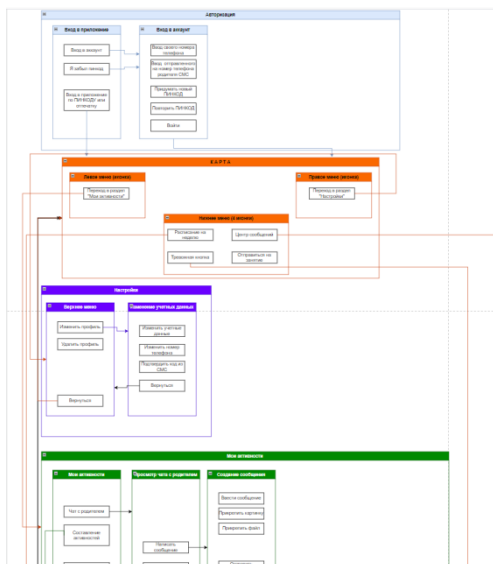 Авторизация
Вход в приложение
Вход в аккаунт
Вход в аккаунт
Ввод своего номера
телефона
Я забыл пинкод
Ввод отправленного
на номер телефона
родителя СМС
Вход в приложение
по ПИНКОДУ или
отпечатку
Придумать новый
ПИНКОД
Повторить ПИНКОД
Войти
КАРТА
Левое меню (иконка)
Переход в раздел
"Мои активности"
Правое меню (иконка)
Переход в раздел
"Настройки"
Нижнее меню (4 иконки)
Расписание на
неделю
Центр сообщений
Тревожная кнопка
Отправиться на
занятие
Настройки
Верхнее меню
Изменение учетных данных
Изменить профиль
Удалить профиль
Вернуться
Изменить учетные
данные
Изменить номер
телефона
Подтвердить код из
СМС
Вернуться
Мои активности
Мои активности
Просмотр чата с родителем
Создание сообщения
Чат с родителем
Составление
активностей
Написать
сообщение
Ввести сообщение
Прикрепить картинку
Прикрепить файл